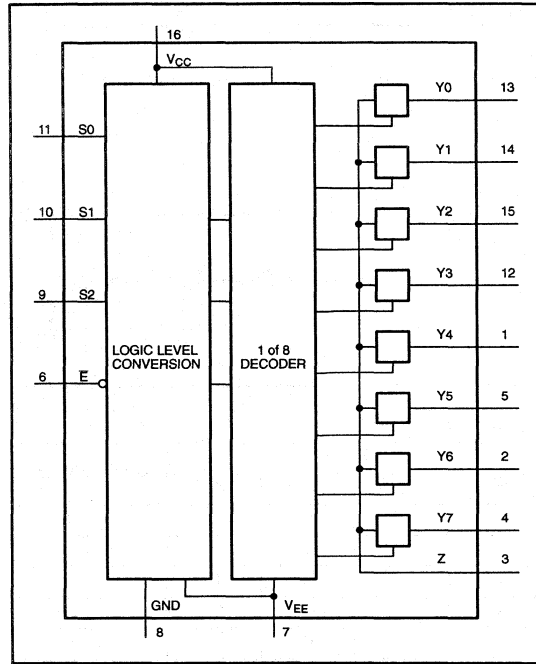 16
VCC
Y0 13
11 S0
Y1 14
10 S1
Y2 15
9 S2
Y3 12
LOGIC LEVEL
CONVERSION
1 of 8
DECODER
Y4 1
6 E̅
Y5 5
Y6 2
Y7 4
Z 3
GND
VEE
8
7